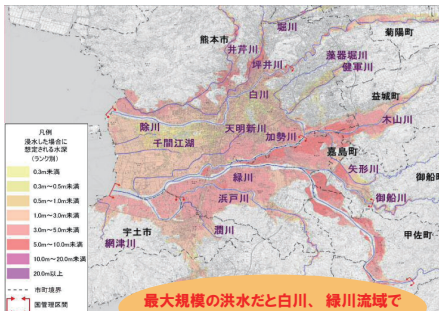 堀川
菊陽町
熊本市
井芹川
藻器堀川
坪井川
健軍川
白川
益城町
木山川
除川
天明新川
加勢川
千間江湖
嘉島町
矢形川
緑川
御船町
浜戸川
御船川
宇土市
潤川
甲佐町
網津川
凡例
浸水した場合に
想定される水深
(ランク別)
0.3m未満
0.3m～0.5m未満
0.5m～1.0m未満
1.0m～3.0m未満
3.0m～5.0m未満
5.0m～10.0m未満
10.0m～20.0m未満
20.0m以上
市町境界
国管理区間
最大規模の洪水だと白川、緑川流域で